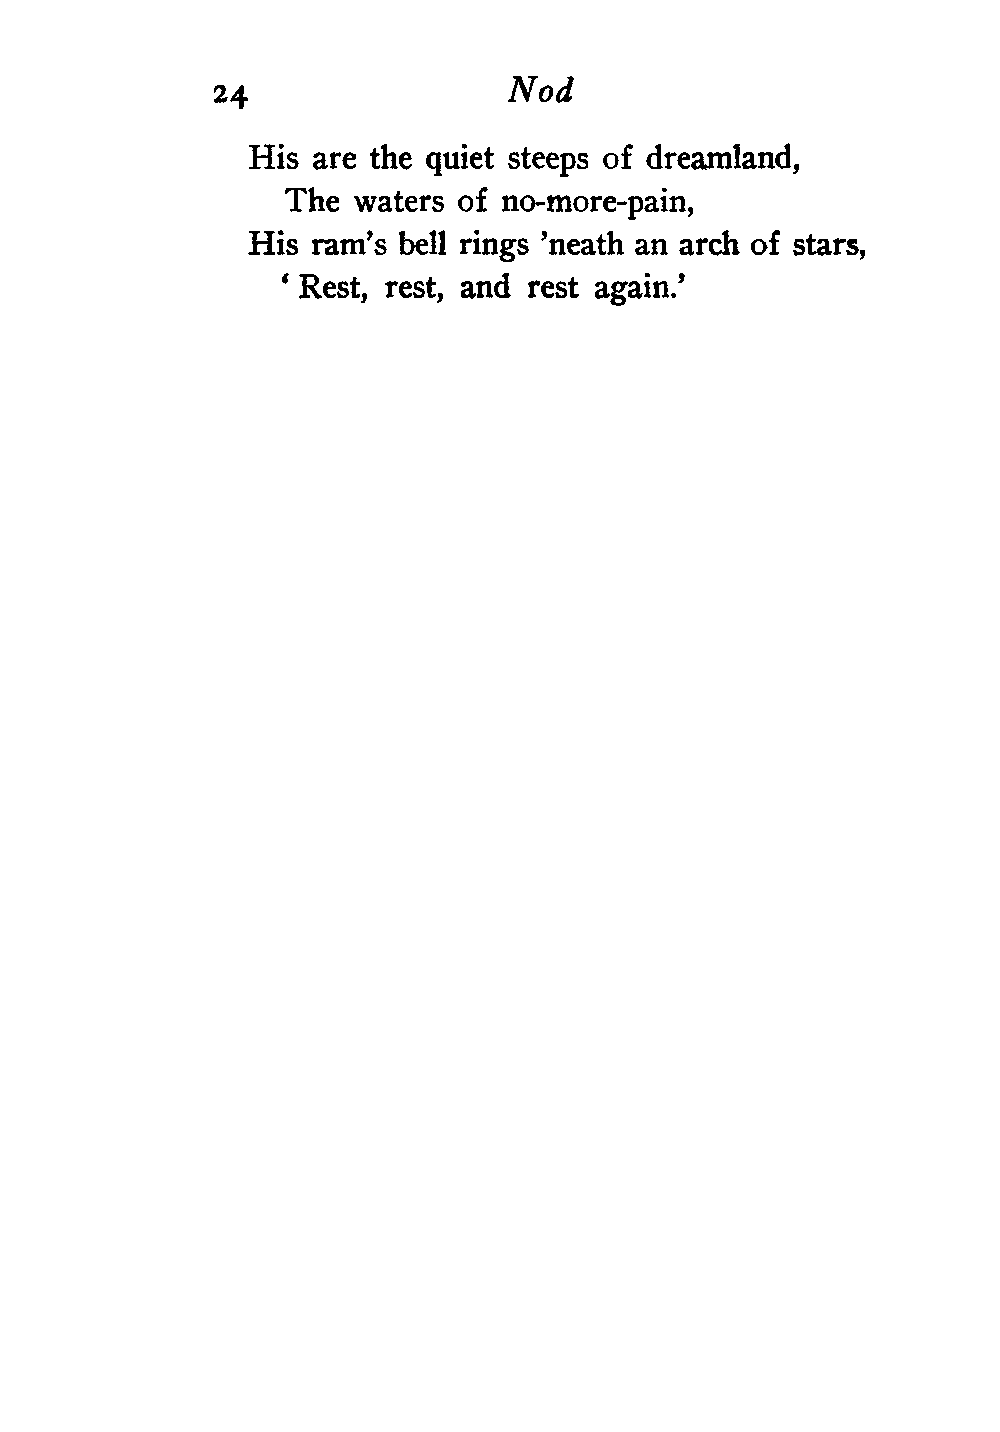 24 Nod
His are the quiet steeps of dreamland,
The waters of no-more-pain,
His ram's bell rings 'neath an arch of stars,
‘ Rest, rest, and rest again.’